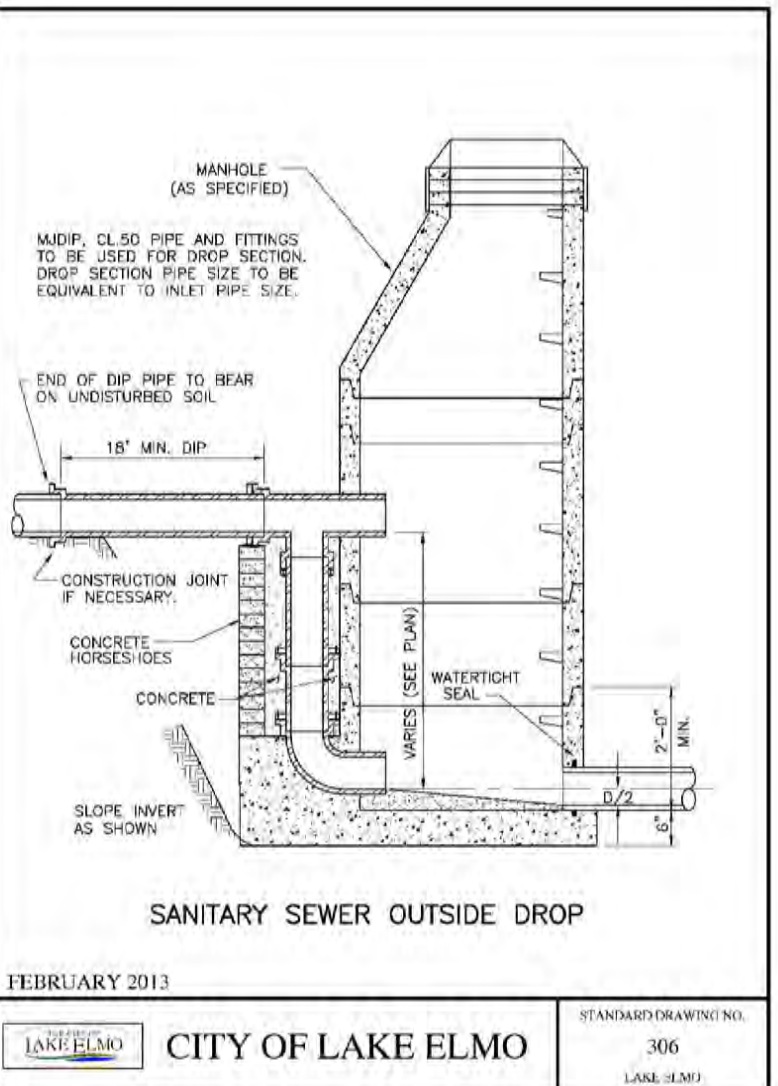 MANHOLE
(AS SPECIFIED)
MJDIP, CL.50 PIPE AND FITTINGS
TO BE USED FOR DROP SECTION.
DROP SECTION PIPE SIZE TO BE
EQUIVALENT TO INLET PIPE SIZE.
END OF DIP PIPE TO BEAR
ON UNDISTURBED SOIL
18' MIN. DIP
CONSTRUCTION JOINT
IF NECESSARY.
CONCRETE
HORSESHOES
CONCRETE
VARIES (SEE PLAN)
WATERTIGHT
SEAL
2'-0"
MIN.
D/2
6"
SLOPE INVERT
AS SHOWN
SANITARY SEWER OUTSIDE DROP
FEBRUARY 2013
LAKE ELMO
CITY OF LAKE ELMO
STANDARD DRAWING NO.
306
LAKE ELMO